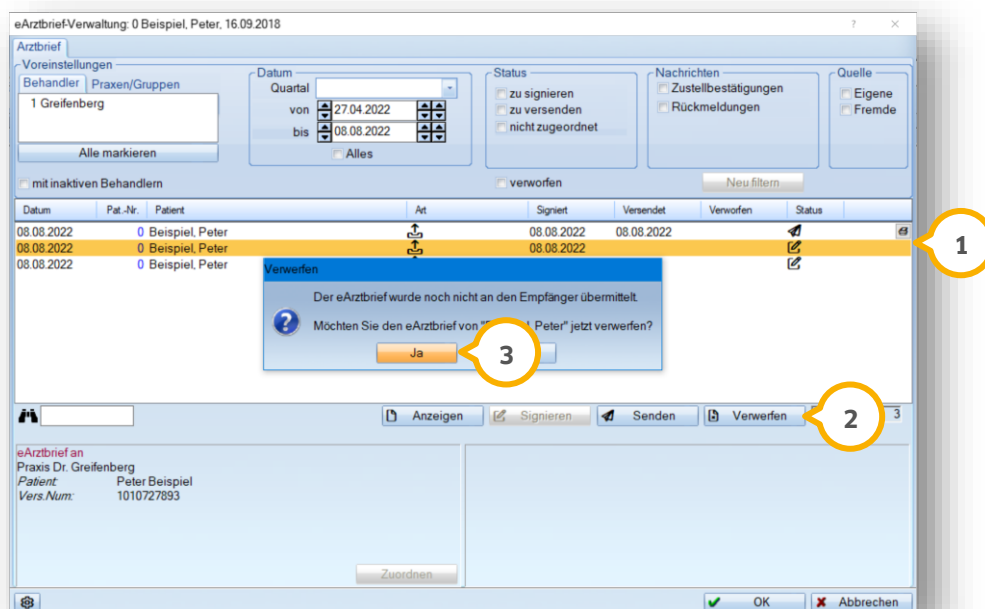 eArztbrief-Verwaltung: 0 Beispiel, Peter, 16.09.2018
?
Arztbrief
Voreinstellungen
Behandler Praxen/Gruppen
1 Greifenberg
Alle markieren
mit inaktiven Behandlern
Datum
Quartal
von 27.04.2022
bis 08.08.2022
Alles
Status
zu signieren
zu versenden
nicht zugeordnet
verworfen
Nachrichten
Zustellbestätigungen
Rückmeldungen
Neu filtern
Quelle
Eigene
Fremde
Datum Pat.-Nr. Patient Art Signiert Versendet Verworfen Status
08.08.2022 0 Beispiel, Peter 08.08.2022 08.08.2022
08.08.2022 0 Beispiel, Peter 08.08.2022
08.08.2022 0 Beispiel, Peter
1
Verwerfen
Der eArztbrief wurde noch nicht an den Empfänger übermittelt.
Möchten Sie den eArztbrief von " Peter" jetzt verwerfen?
Ja
3
Anzeigen Signieren Senden Verwerfen 3
2
eArztbrief an
Praxis Dr. Greifenberg
Patient: Peter Beispiel
Vers.Num: 1010727893
Zuordnen
OK Abbrechen